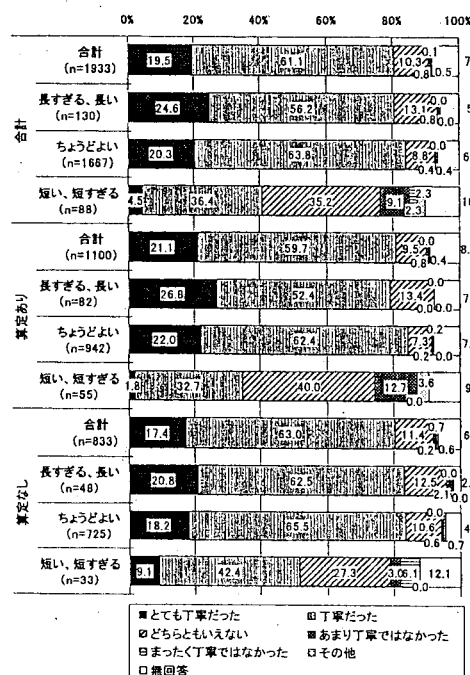 0% 20% 40% 60% 80% 100%
合計
合計 (n=1933) 19.5 61.1 10.3 0.8 0.1 0.5
長すぎる、長い (n=130) 24.6 56.2 13.1 0.8 0.0 0.0
ちょうどよい (n=1667) 20.3 63.8 8.8 0.4 0.0 0.4
短い、短すぎる (n=88) 4.5 36.4 35.2 9.1 2.3 2.3
算定あり
合計 (n=1100) 21.1 59.7 9.5 0.8 0.0 0.4
長すぎる、長い (n=82) 26.8 52.4 13.4 0.0 0.0 0.0
ちょうどよい (n=942) 22.0 62.4 7.3 0.2 0.2 0.0
短い、短すぎる (n=55) 1.8 32.7 40.0 12.7 0.0 3.6
算定なし
合計 (n=833) 17.4 63.0 11.4 0.2 0.7 0.6
長すぎる、長い (n=48) 20.8 62.5 12.5 2.1 0.0 0.0
ちょうどよい (n=725) 18.2 65.5 10.6 0.6 0.0 0.7
短い、短すぎる (n=33) 9.1 42.4 27.3 3.0 0.0 6.1 12.1
とても丁寧だった 丁寧だった
どちらともいえない あまり丁寧ではなかった
まったく丁寧ではなかった その他
無回答